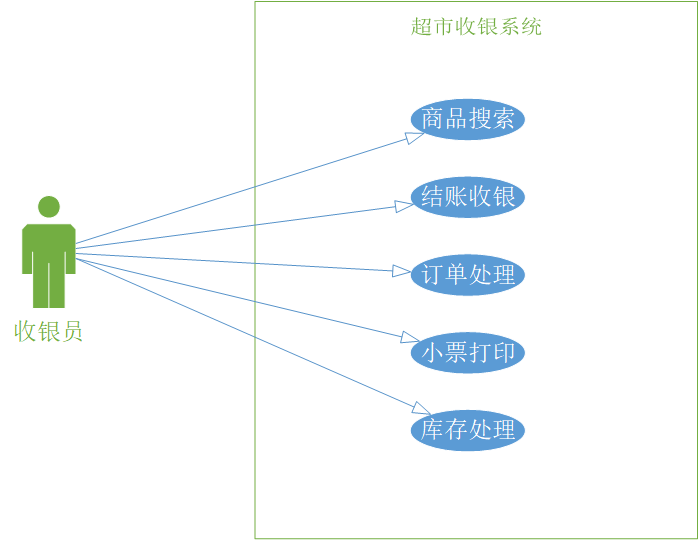 超市收银系统
商品搜索
结账收银
订单处理
小票打印
库存处理
收银员